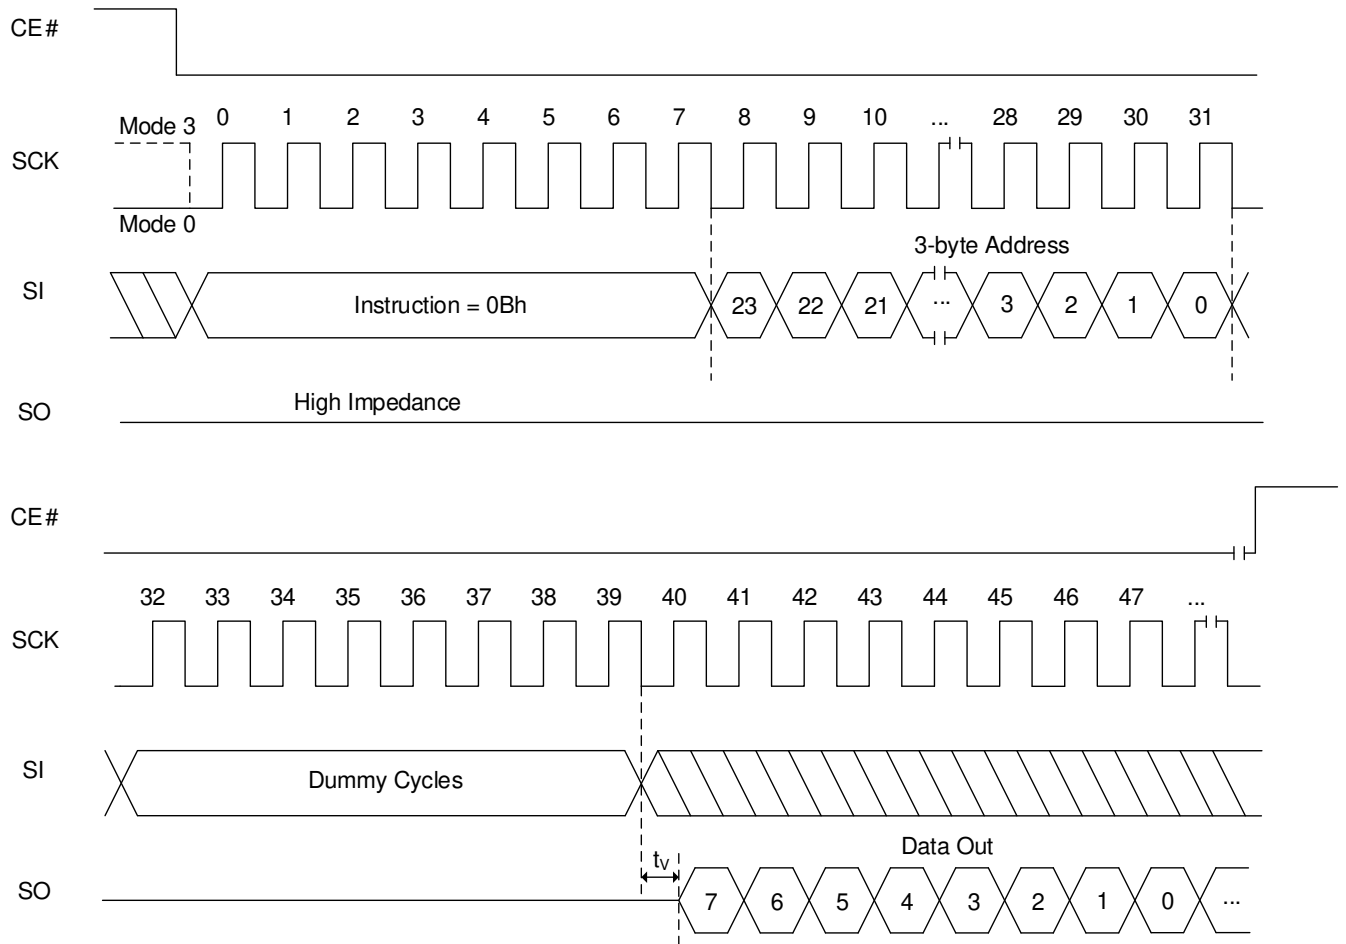 CE#
Mode 3 0 1 2 3 4 5 6 7 8 9 10 ... 28 29 30 31
SCK
Mode 0
3-byte Address
SI Instruction = 0Bh 23 22 21 ... 3 2 1 0
High Impedance
SO
CE#
32 33 34 35 36 37 38 39 40 41 42 43 44 45 46 47 ...
SCK
SI Dummy Cycles
Data Out
tV
SO 7 6 5 4 3 2 1 0 ...